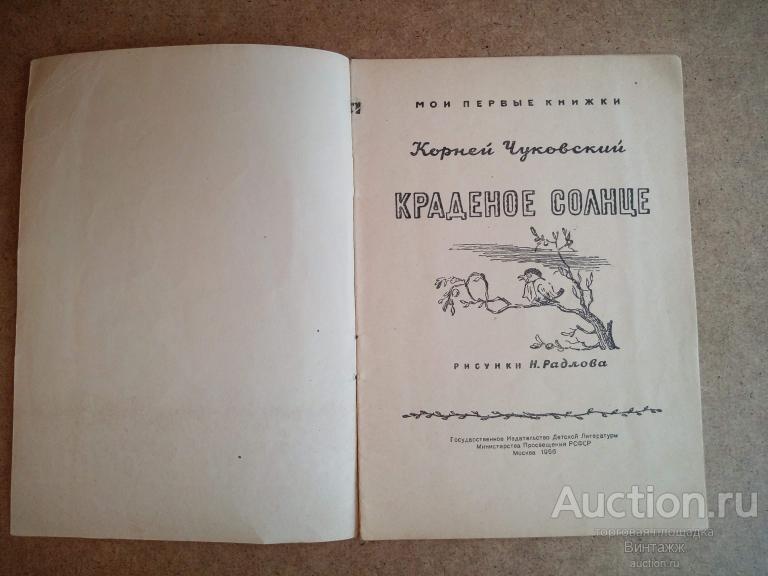 МОИ ПЕРВЫЕ КНИЖКИ
Корней Чуковский
КРАДЕНОЕ СОЛНЦЕ
РИСУНКИ Н. Радлова
Государственное Издательство Детской Литературы
Министерства Просвещения РСФСР
Москва 1956
Auction.ru
торговая площадка
Винтажж
auction.ru